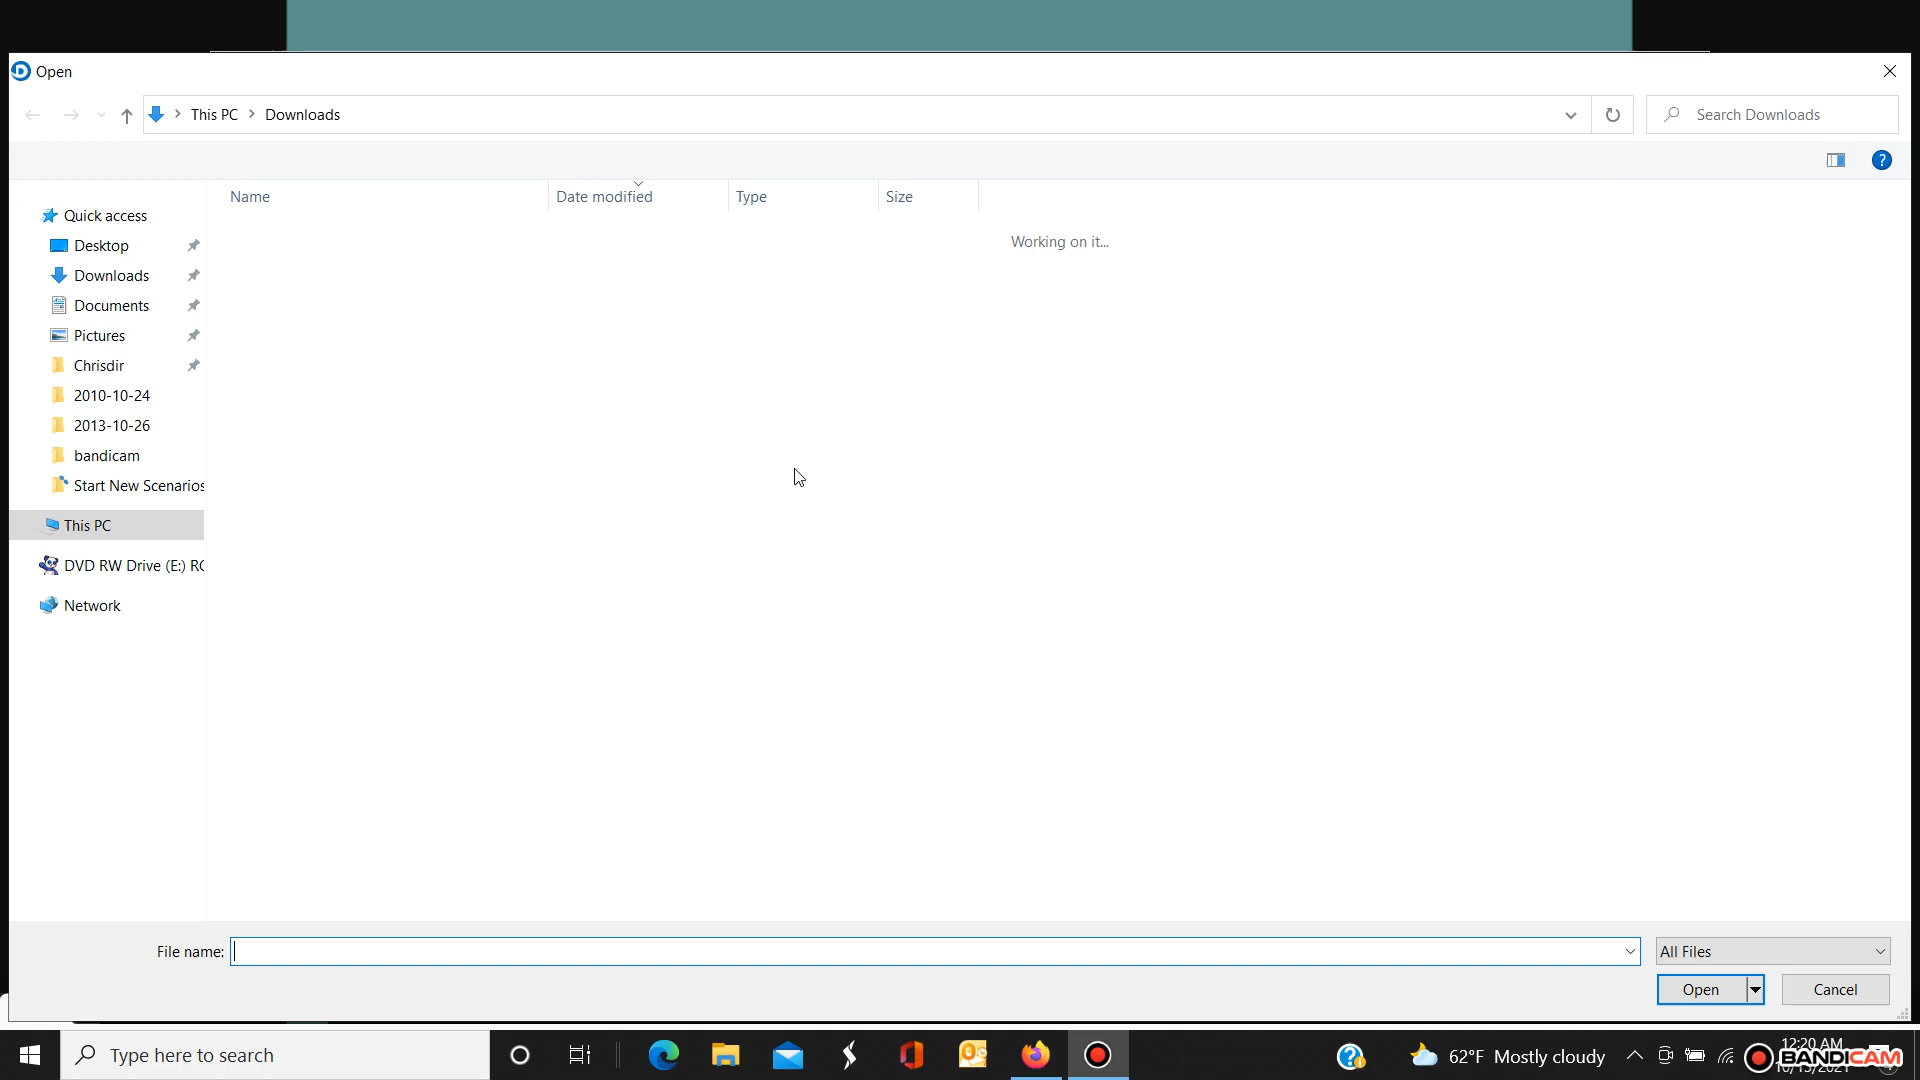 Open
This PC
Downloads
Search Downloads
?
Name
Date modified
Type
Size
Working on it...
Quick access
Desktop
Downloads
Documents
Pictures
Chrisdir
2010-10-24
2013-10-26
bandicam
Start New Scenarios
This PC
DVD RW Drive (E:) RC
Network
File name:
All Files
Open
Cancel
Type here to search
62°F Mostly cloudy
12:20 AM
BANDICAM